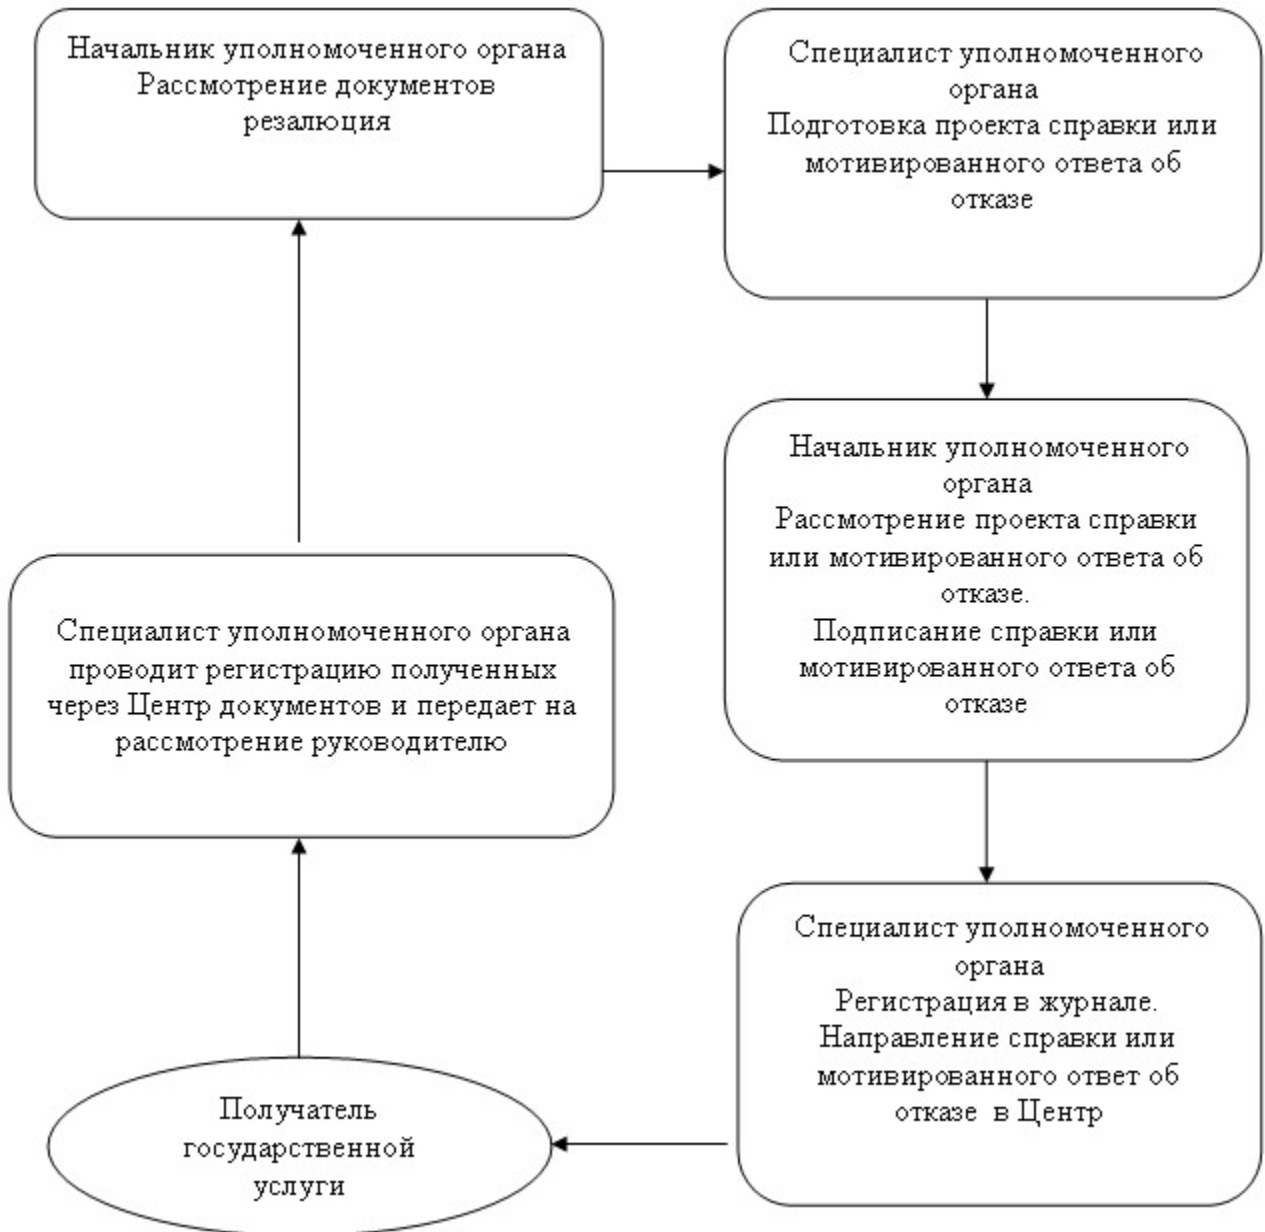 Начальник уполномоченного органа
Рассмотрение документов
резалюция
Специалист уполномоченного
органа
Подготовка проекта справки или
мотивированного ответа об
отказе
Начальник уполномоченного
органа
Рассмотрение проекта справки
или мотивированного ответа об
отказе.
Подписание справки или
мотивированного ответа об
отказе
Специалист уполномоченного органа
проводит регистрацию полученных
через Центр документов и передает на
рассмотрение руководителю
Специалист уполномоченного
органа
Регистрация в журнале.
Направление справки или
мотивированного ответ об
отказе в Центр
Получатель
государственной
услуги